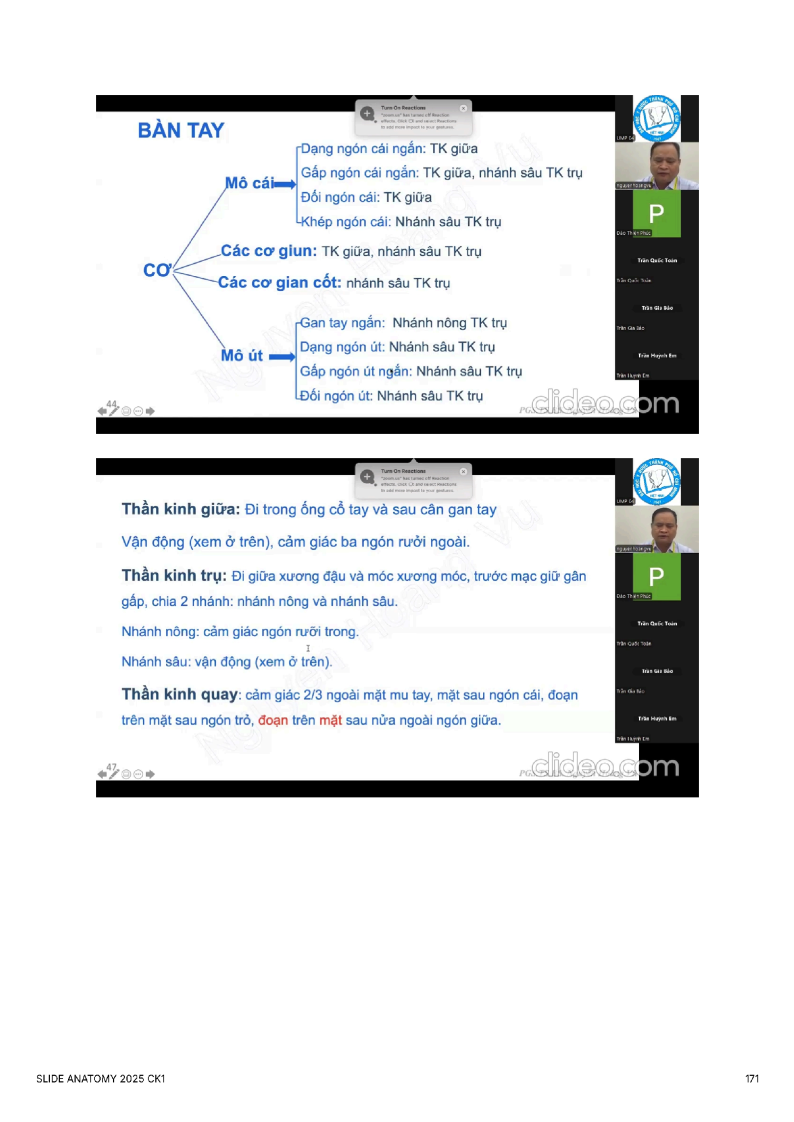 Turn On Reactions
BÀN TAY
Dạng ngón cái ngắn: TK giữa
Gấp ngón cái ngắn: TK giữa, nhánh sâu TK trụ
Mô cái
Đối ngón cái: TK giữa
Khép ngón cái: Nhánh sâu TK trụ
Các cơ giun: TK giữa, nhánh sâu TK trụ
CƠ
Các cơ gian cốt: nhánh sâu TK trụ
Gan tay ngắn: Nhánh nông TK trụ
Dạng ngón út: Nhánh sâu TK trụ
Mô út
Gấp ngón út ngắn: Nhánh sâu TK trụ
Đối ngón út: Nhánh sâu TK trụ
44
clideo.com
P
Đào Thiện Phúc
Trần Quốc Toàn
Trần Quốc Toàn
Trần Gia Bảo
Trần Gia Bảo
Trần Huỳnh Em
Trần Huỳnh Em
Turn On Reactions
Thần kinh giữa: Đi trong ống cổ tay và sau cân gan tay
Vận động (xem ở trên), cảm giác ba ngón rưởi ngoài.
Thần kinh trụ: Đi giữa xương đậu và móc xương móc, trước mạc giữ gân
gấp, chia 2 nhánh: nhánh nông và nhánh sâu.
Nhánh nông: cảm giác ngón rưỡi trong.
Nhánh sâu: vận động (xem ở trên).
Thần kinh quay: cảm giác 2/3 ngoài mặt mu tay, mặt sau ngón cái, đoạn
trên mặt sau ngón trỏ, đoạn trên mặt sau nửa ngoài ngón giữa.
47
clideo.com
P
Đào Thiện Phúc
Trần Quốc Toàn
Trần Quốc Toàn
Trần Gia Bảo
Trần Gia Bảo
Trần Huỳnh Em
Trần Huỳnh Em
Nguyen Hoang Vu
SLIDE ANATOMY 2025 CK1
171